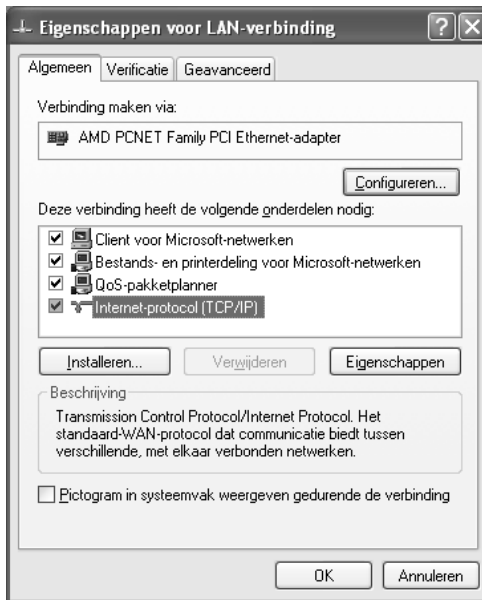 Eigenschappen voor LAN-verbinding
Algemeen Verificatie Geavanceerd
Verbinding maken via:
AMD PCNET Family PCI Ethernet-adapter
Configureren...
Deze verbinding heeft de volgende onderdelen nodig:
Client voor Microsoft-netwerken
Bestands- en printerdeling voor Microsoft-netwerken
QoS-pakketplanner
Internet-protocol (TCP/IP)
Installeren... Verwijderen Eigenschappen
Beschrijving
Transmission Control Protocol/Internet Protocol. Het
standaard-WAN-protocol dat communicatie biedt tussen
verschillende, met elkaar verbonden netwerken.
Pictogram in systeemvak weergeven gedurende de verbinding
OK Annuleren